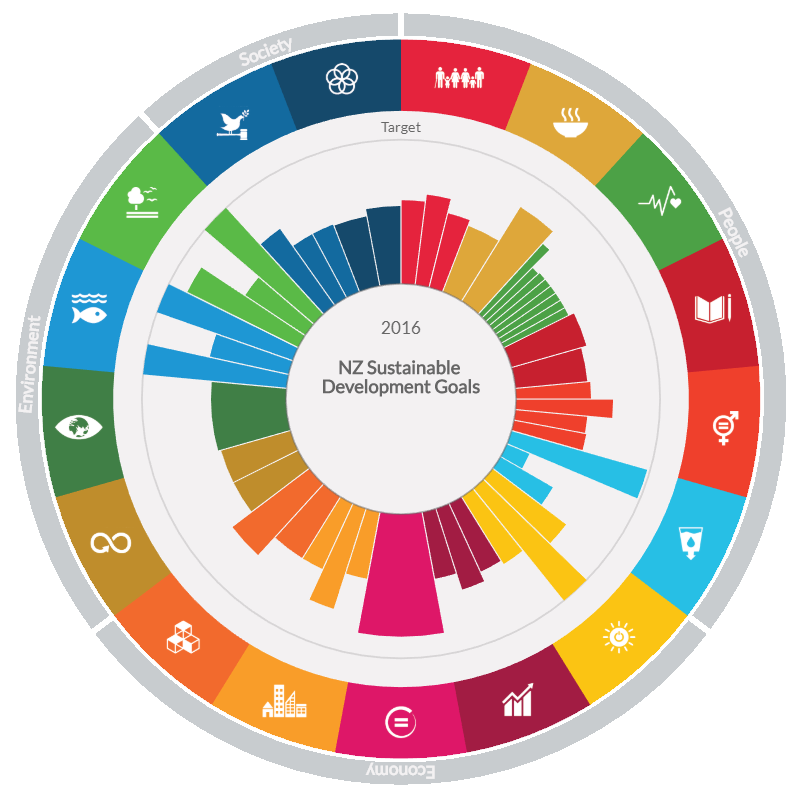 Society
Target
People
2016
NZ Sustainable
Development Goals
Environment
Economy